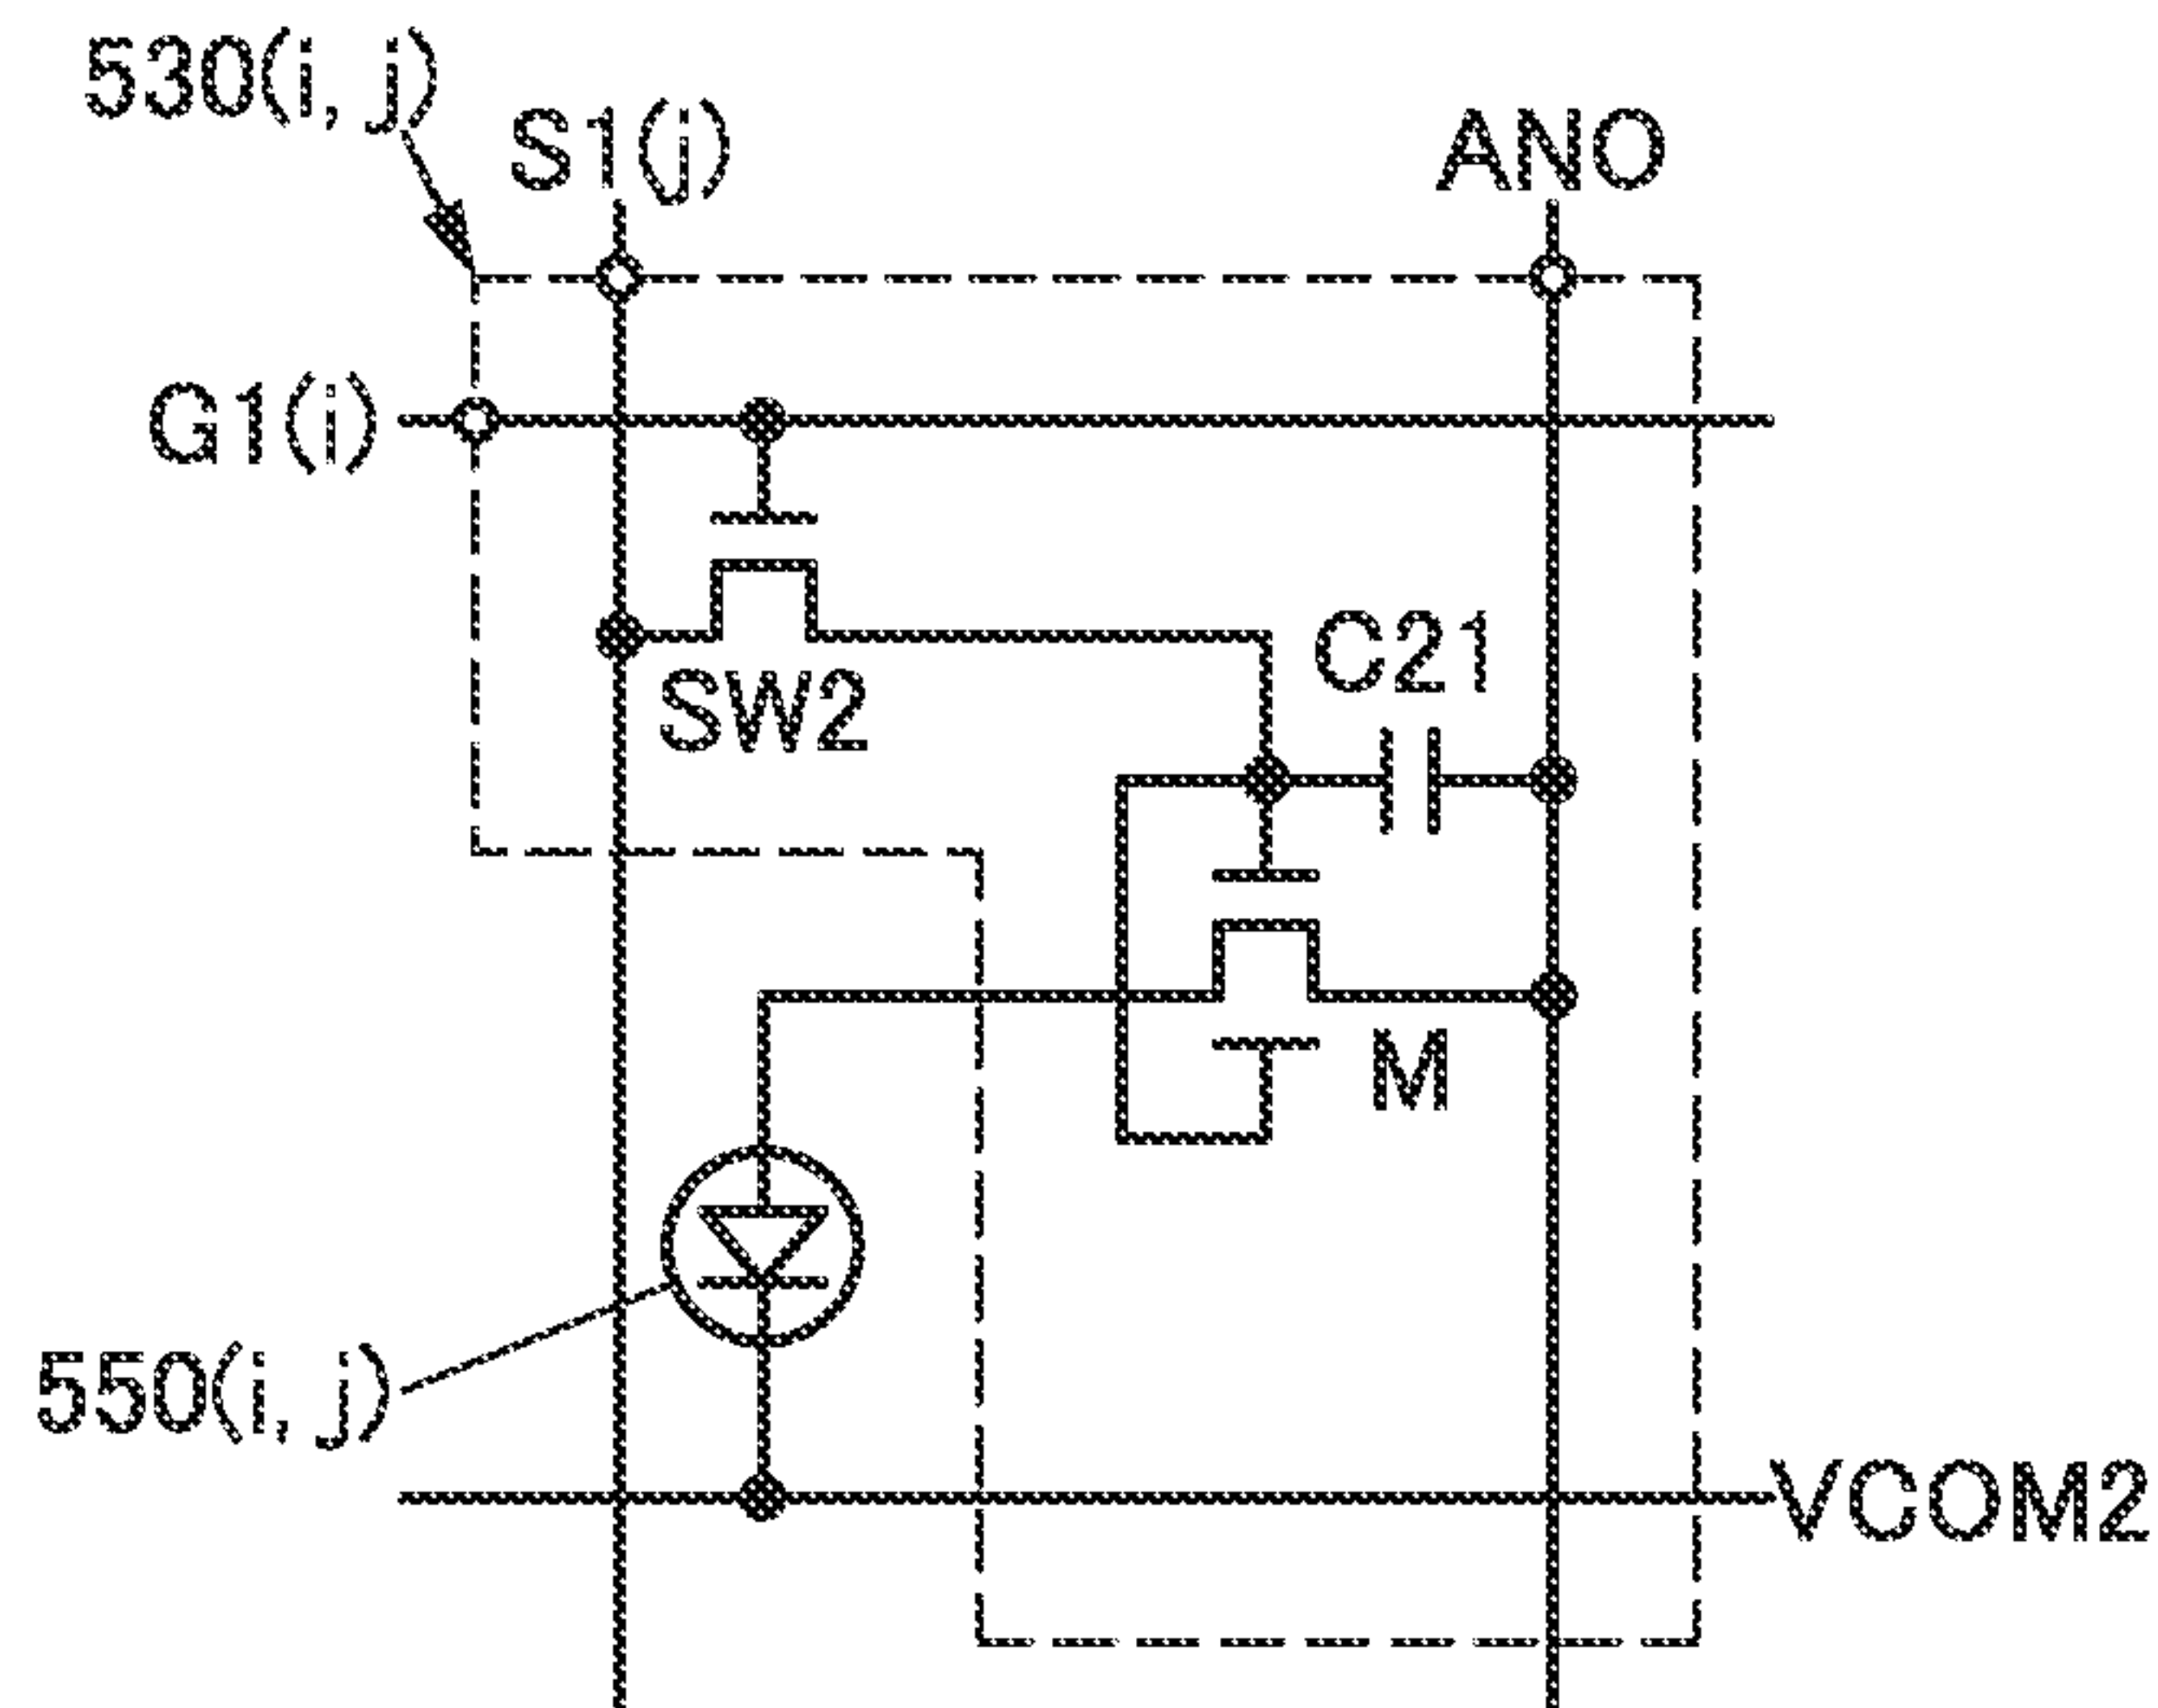 530(i, j)
S1(j)
ANO
G1(i)
C21
SW2
M
550(i, j)
VCOM2